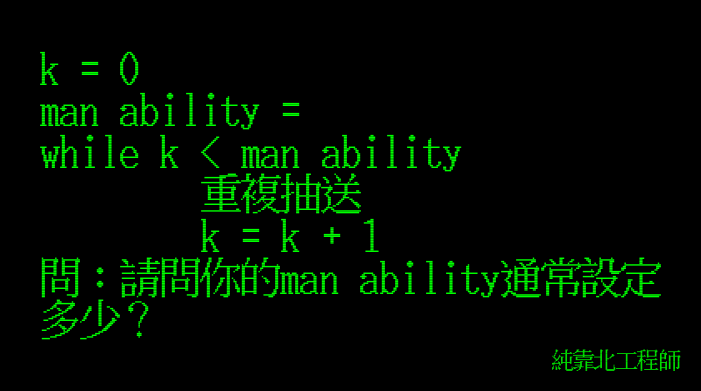 k = 0
man ability =
while k < man ability
重複抽送
k = k + 1
問：請問你的man ability通常設定
多少？
純靠北工程師